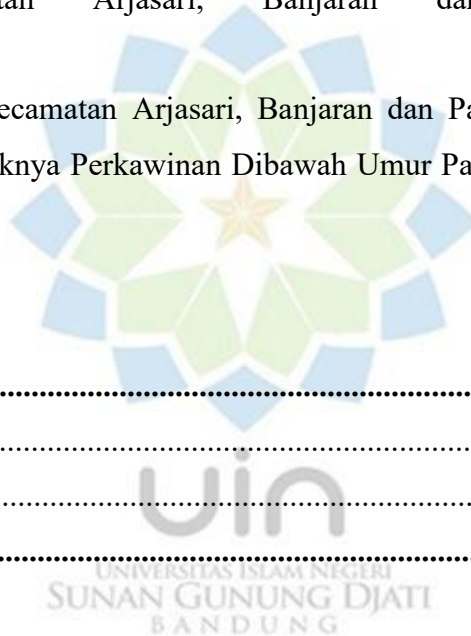 Arjasari, Banjaran
ecamatan Arjasari, Banjaran dan Pa
knya Perkawinan Dibawah Umur Pa
................................................................
................................................................
................................................................
................................................................
uin
UNIVERSITAS ISLAM NEGERI
SUNAN GUNUNG DJATI
BANDUNG